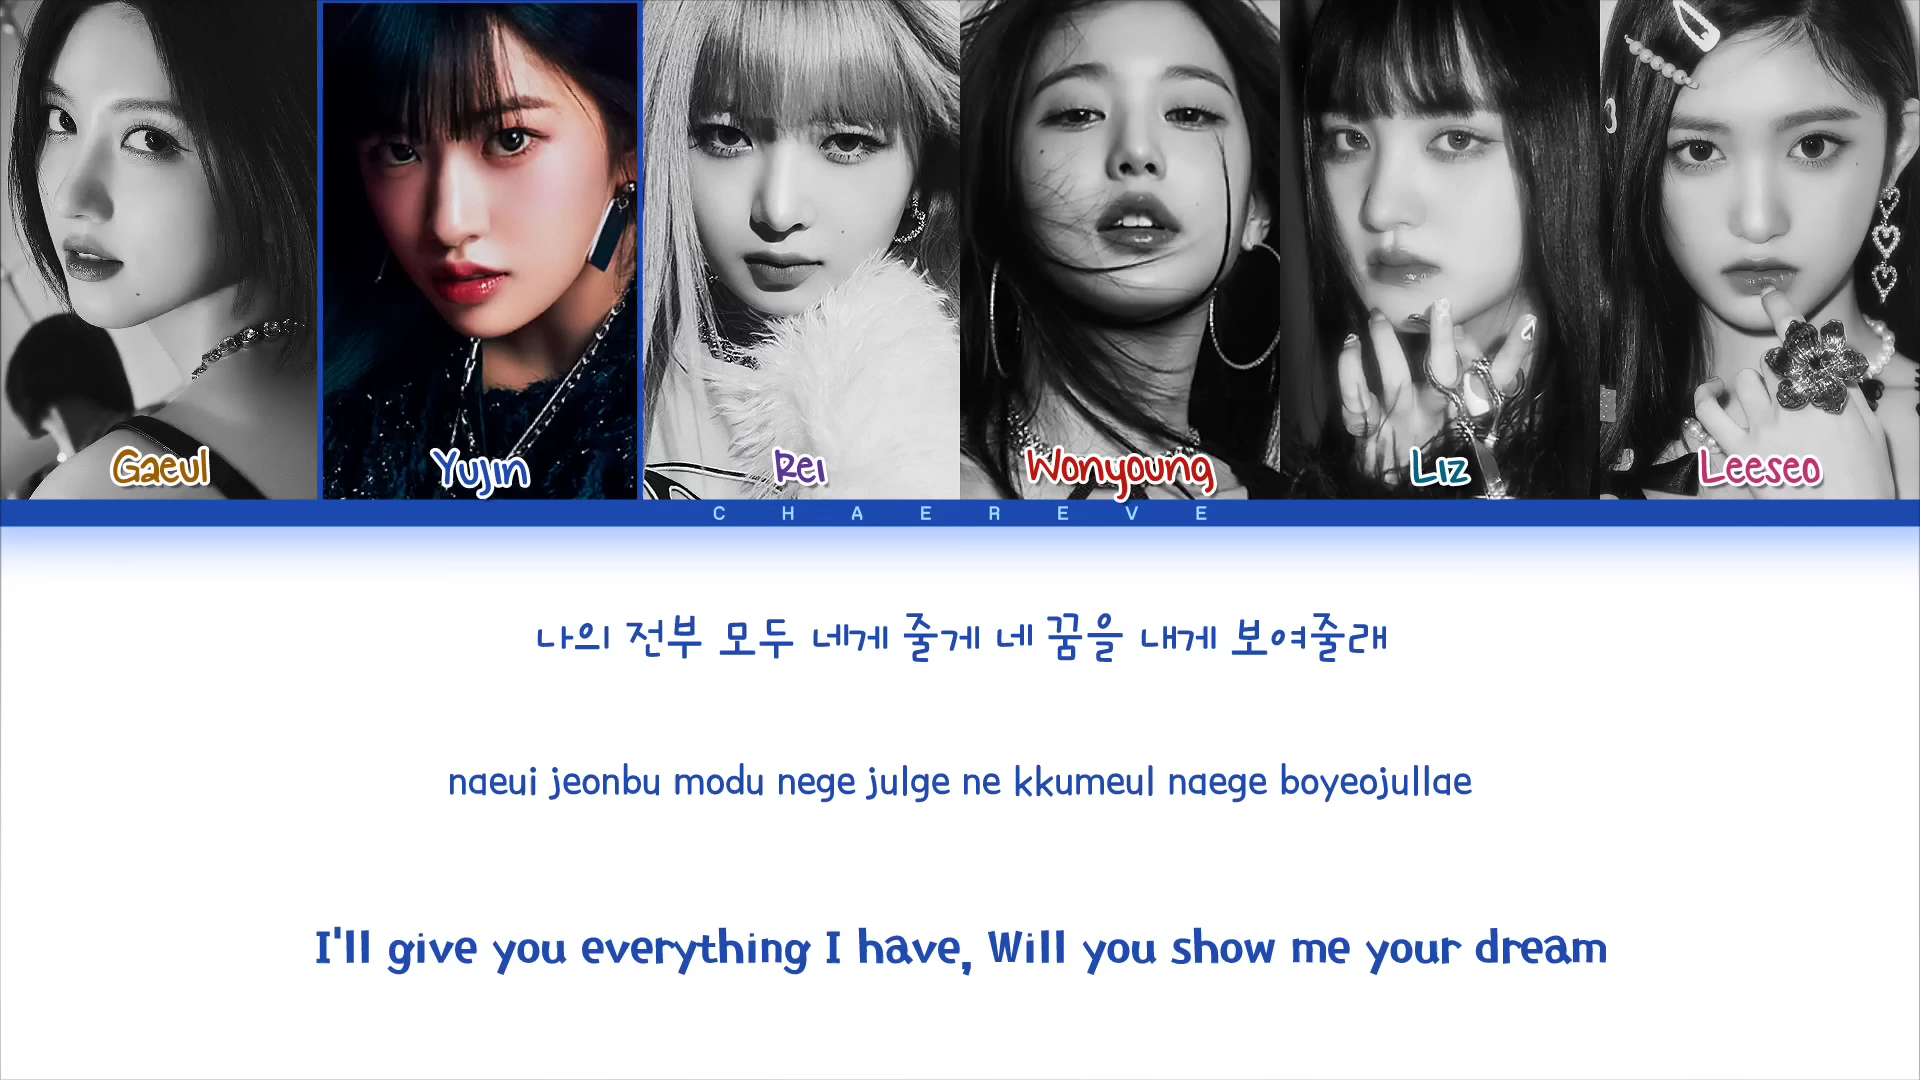 Gaeul Yujin Rei Wonyoung Liz Leeseo
CHAEREVE
나의 전부 모두 네게 줄게 네 꿈을 내게 보여줄래
naeui jeonbu modu nege julge ne kkumeul naege boyeojullae
I'll give you everything I have, Will you show me your dream